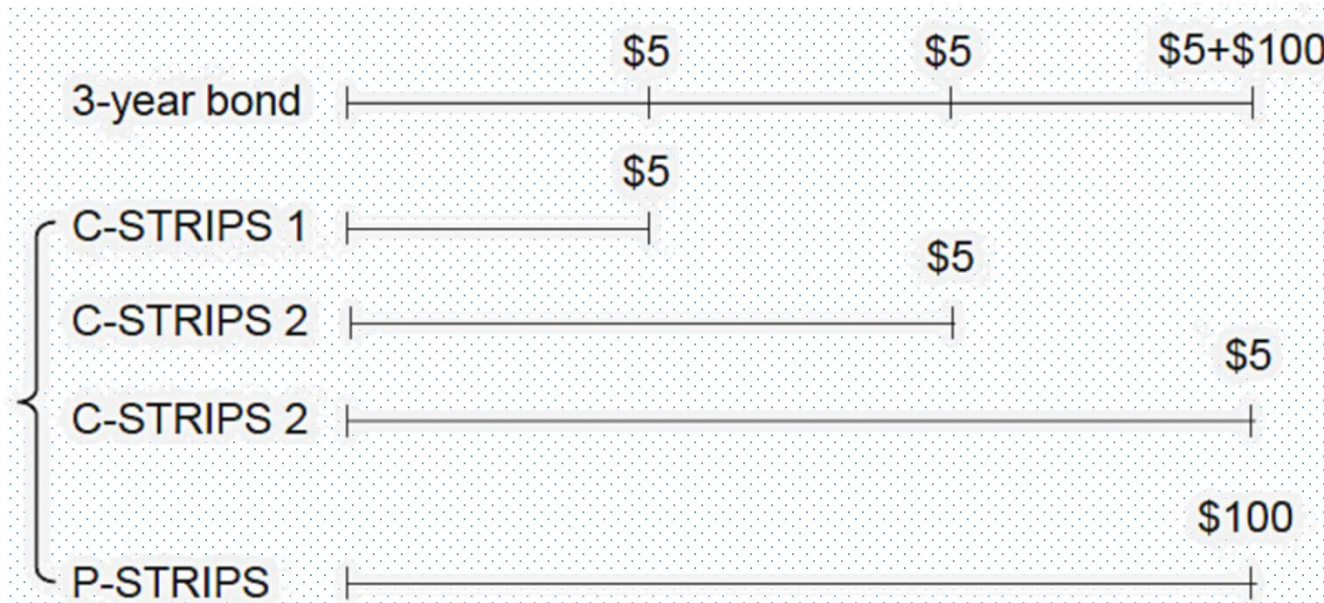 $5 $5 $5+$100
3-year bond
$5
C-STRIPS 1
$5
C-STRIPS 2
$5
C-STRIPS 2
$100
P-STRIPS